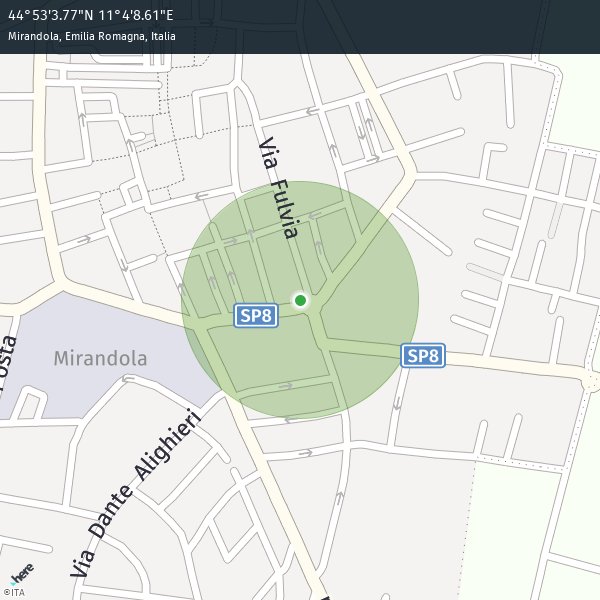 44°53'3.77"N 11°4'8.61"E
Mirandola, Emilia Romagna, Italia
Via Fulvia
SP8
SP8
Mirandola
Via Dante Alighieri
here
©ITA